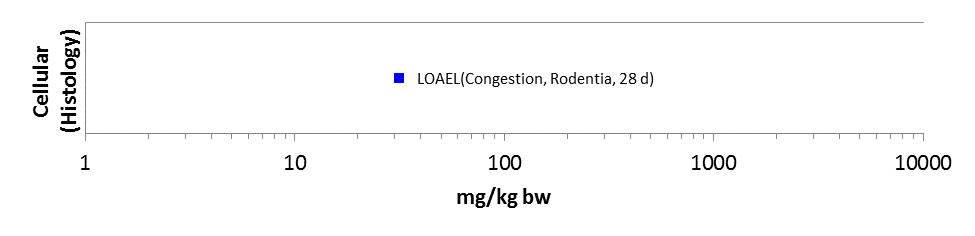 Cellular
(Histology)
LOAEL(Congestion, Rodentia, 28 d)
1 10 100 1000 10000
mg/kg bw